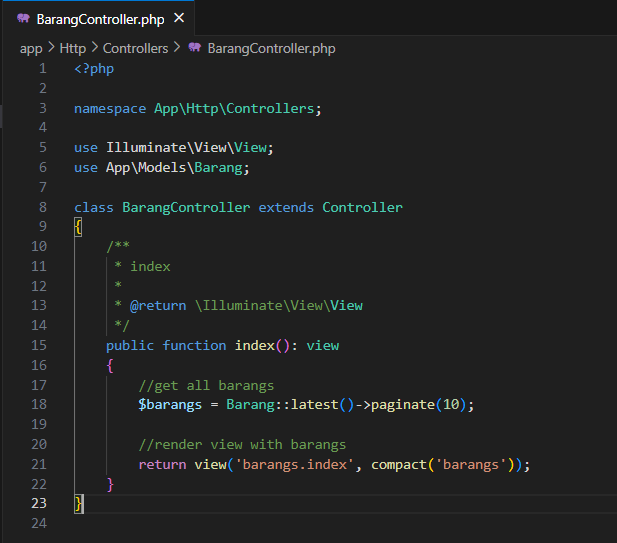 BarangController.php ×
app > Http > Controllers > BarangController.php
1 <?php
2
3 namespace App\Http\Controllers;
4
5 use Illuminate\View\View;
6 use App\Models\Barang;
7
8 class BarangController extends Controller
9 {
10     /**
11      * index
12      *
13      * @return \Illuminate\View\View
14      */
15     public function index(): view
16     {
17         //get all barangs
18         $barangs = Barang::latest()->paginate(10);
19
20         //render view with barangs
21         return view('barangs.index', compact('barangs'));
22     }
23 }
24